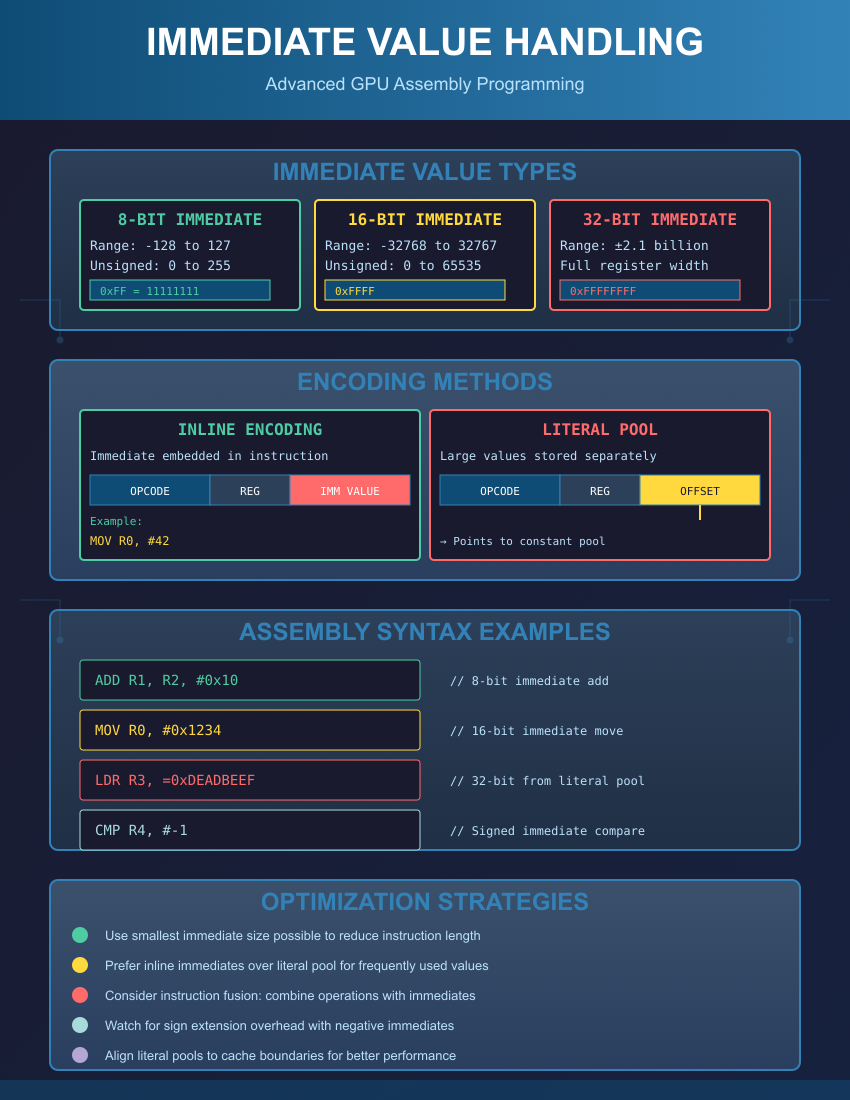 IMMEDIATE VALUE HANDLING
Advanced GPU Assembly Programming
IMMEDIATE VALUE TYPES
8-BIT IMMEDIATE
Range: -128 to 127
Unsigned: 0 to 255
0xFF = 11111111
16-BIT IMMEDIATE
Range: -32768 to 32767
Unsigned: 0 to 65535
0xFFFF
32-BIT IMMEDIATE
Range: ±2.1 billion
Full register width
0xFFFFFFFF
ENCODING METHODS
INLINE ENCODING
Immediate embedded in instruction
OPCODE REG IMM VALUE
Example:
MOV R0, #42
LITERAL POOL
Large values stored separately
OPCODE REG OFFSET
→ Points to constant pool
ASSEMBLY SYNTAX EXAMPLES
ADD R1, R2, #0x10 // 8-bit immediate add
MOV R0, #0x1234 // 16-bit immediate move
LDR R3, =0xDEADBEEF // 32-bit from literal pool
CMP R4, #-1 // Signed immediate compare
OPTIMIZATION STRATEGIES
Use smallest immediate size possible to reduce instruction length
Prefer inline immediates over literal pool for frequently used values
Consider instruction fusion: combine operations with immediates
Watch for sign extension overhead with negative immediates
Align literal pools to cache boundaries for better performance